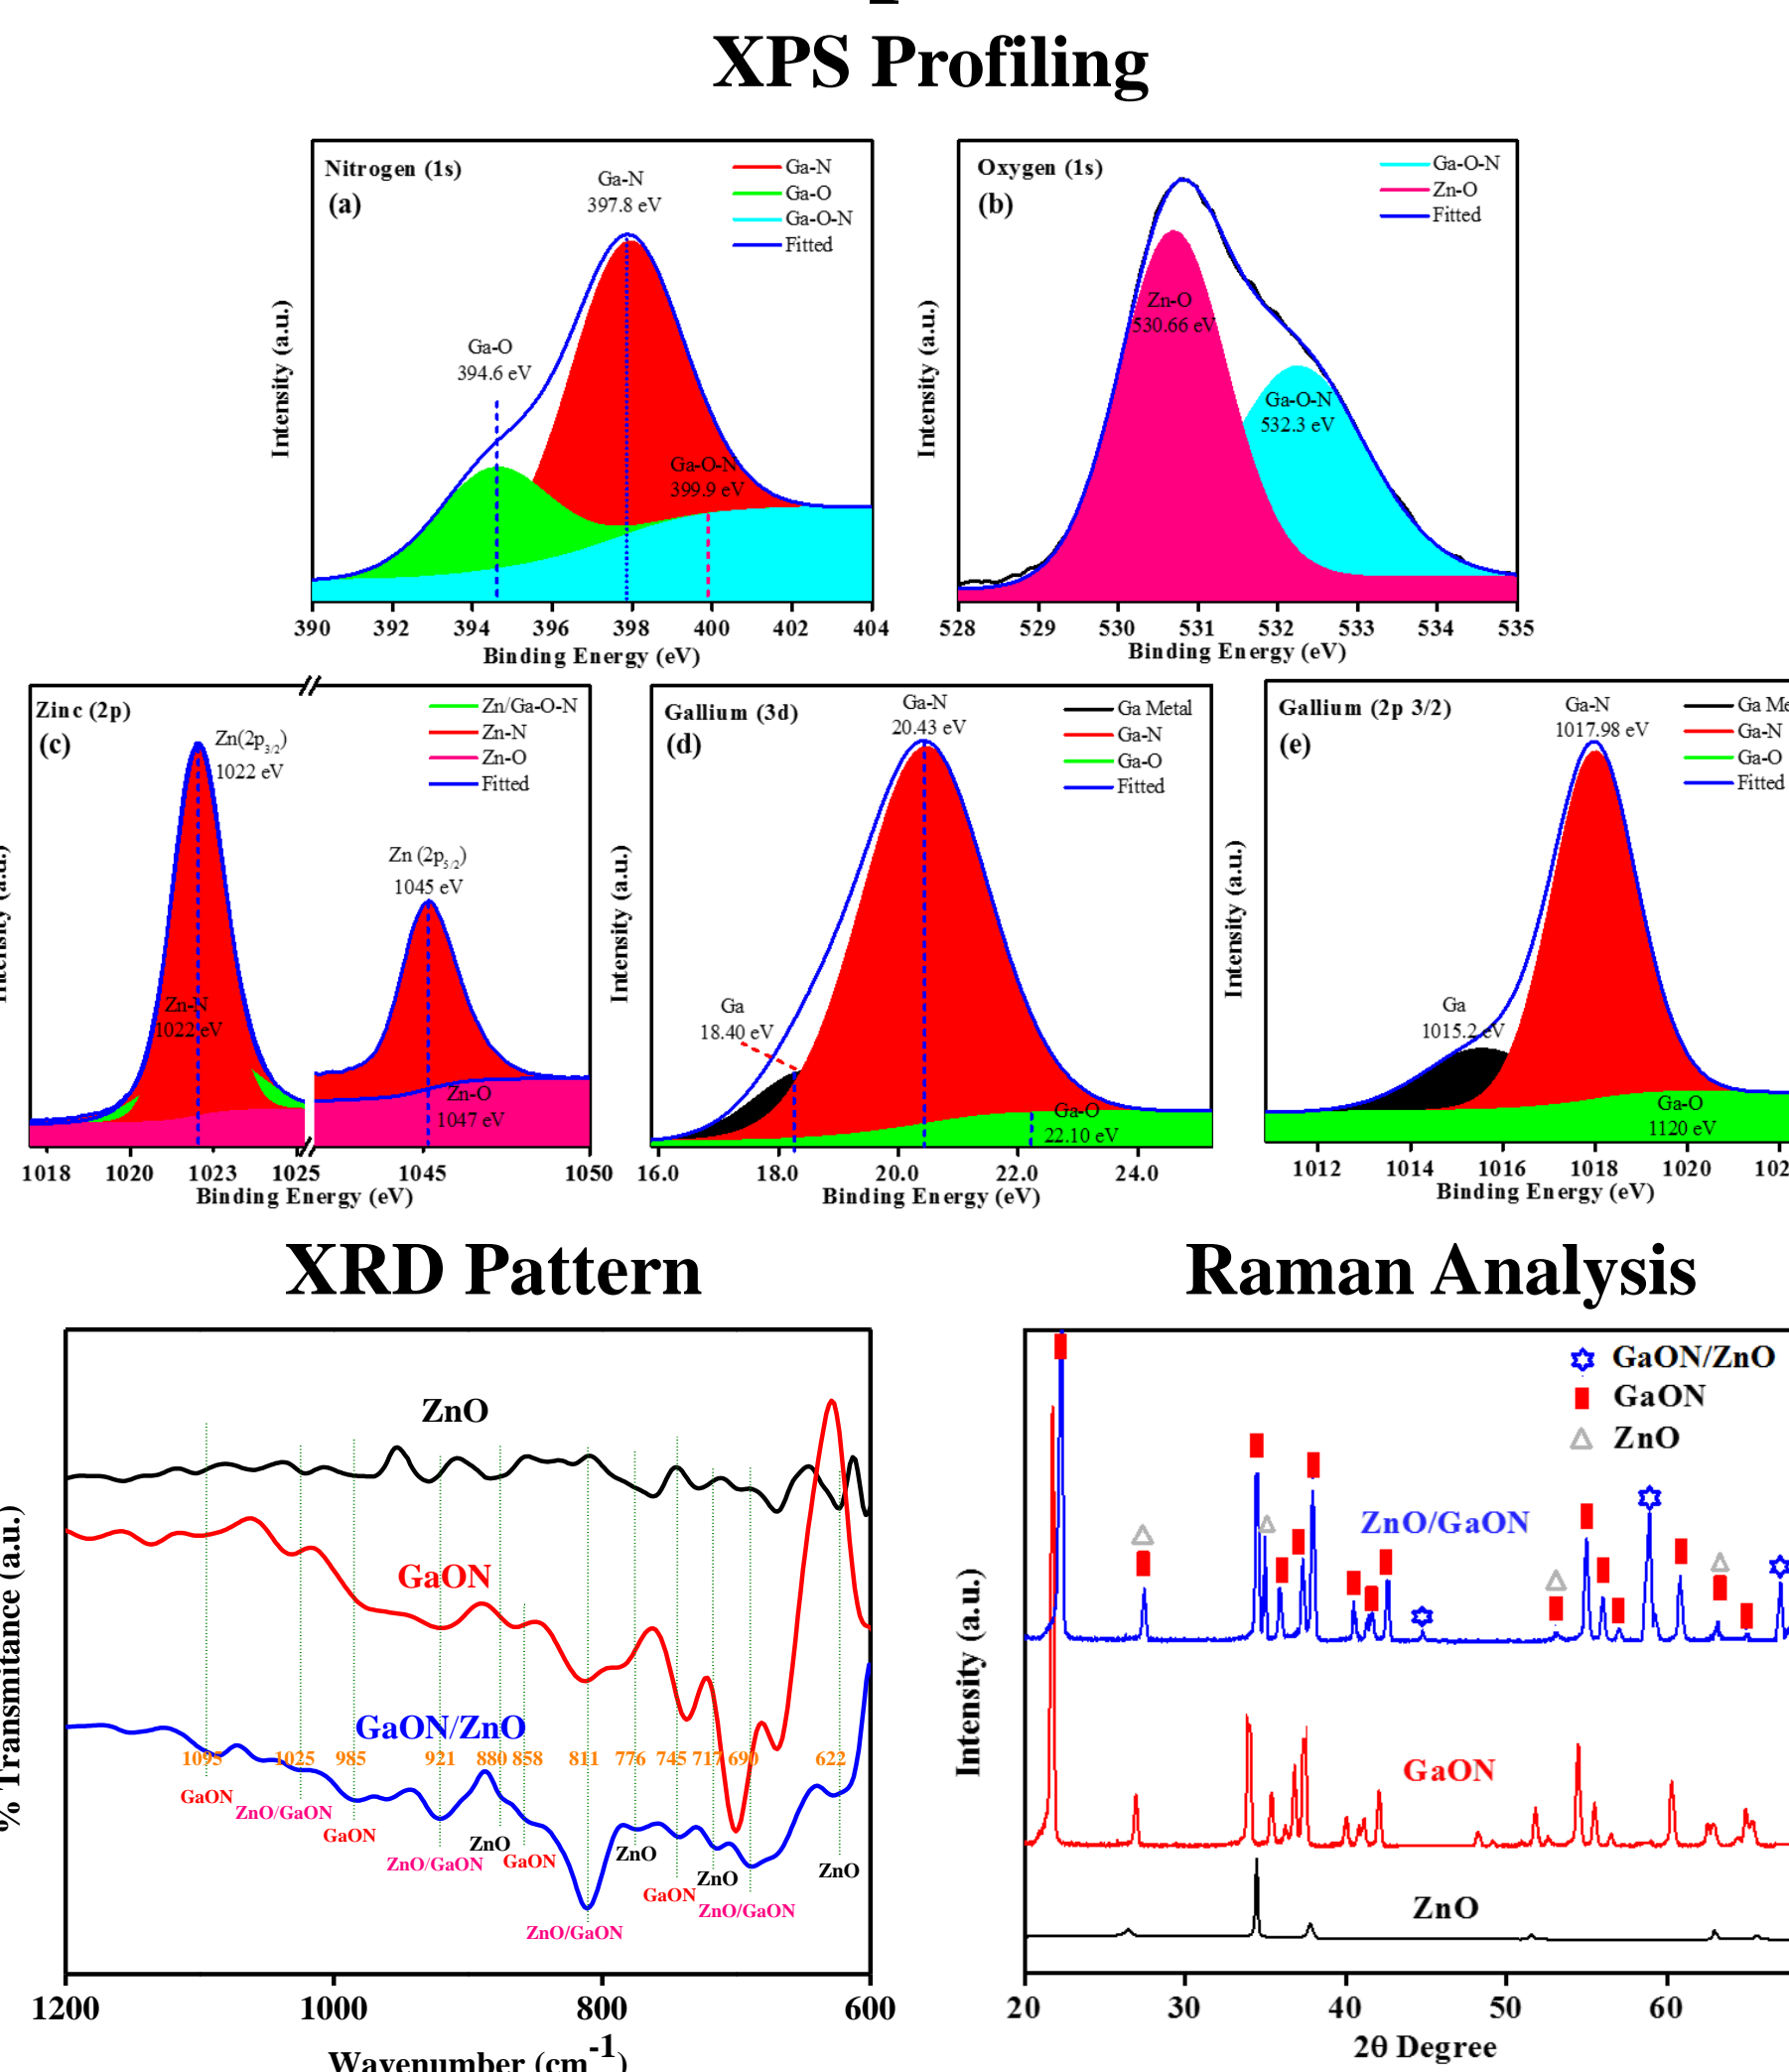 XPS Profiling
Nitrogen (1s)
(a)
Ga-N
397.8 eV
Ga-O
394.6 eV
Ga-O-N
399.9 eV
Ga-N
Ga-O
Ga-O-N
Fitted
Intensity (a.u.)
390 392 394 396 398 400 402 404
Binding Energy (eV)
Oxygen (1s)
(b)
Zn-O
530.66 eV
Ga-O-N
532.3 eV
Ga-O-N
Zn-O
Fitted
Intensity (a.u.)
528 529 530 531 532 533 534 535
Binding Energy (eV)
Zinc (2p)
(c)
Zn(2p3/2)
1022 eV
Zn (2p5/2)
1045 eV
Zn-N
1022 eV
Zn-O
1047 eV
Zn/Ga-O-N
Zn-N
Zn-O
Fitted
Intensity (a.u.)
1018 1020 1023 1025 1045 1050
Binding Energy (eV)
Gallium (3d)
(d)
Ga-N
20.43 eV
Ga
18.40 eV
Ga-O
22.10 eV
Ga Metal
Ga-N
Ga-O
Fitted
Intensity (a.u.)
16.0 18.0 20.0 22.0 24.0
Binding Energy (eV)
Gallium (2p 3/2)
(e)
Ga-N
1017.98 eV
Ga
1015.2 eV
Ga-O
1120 eV
Ga Me
Ga-N
Ga-O
Fitted
Intensity (a.u.)
1012 1014 1016 1018 1020 102
Binding Energy (eV)
XRD Pattern
ZnO
GaON
GaON/ZnO
1095 1025 985 921 880 858 811 776 745 717 690 622
GaON
ZnO/GaON
GaON
ZnO/GaON
ZnO
GaON
ZnO/GaON
ZnO
GaON
ZnO
ZnO/GaON
ZnO
% Transmitance (a.u.)
1200 1000 800 600
Wavenumber (cm-1)
Raman Analysis
GaON/ZnO
GaON
ZnO
ZnO/GaON
GaON
ZnO
Intensity (a.u.)
20 30 40 50 60
2θ Degree